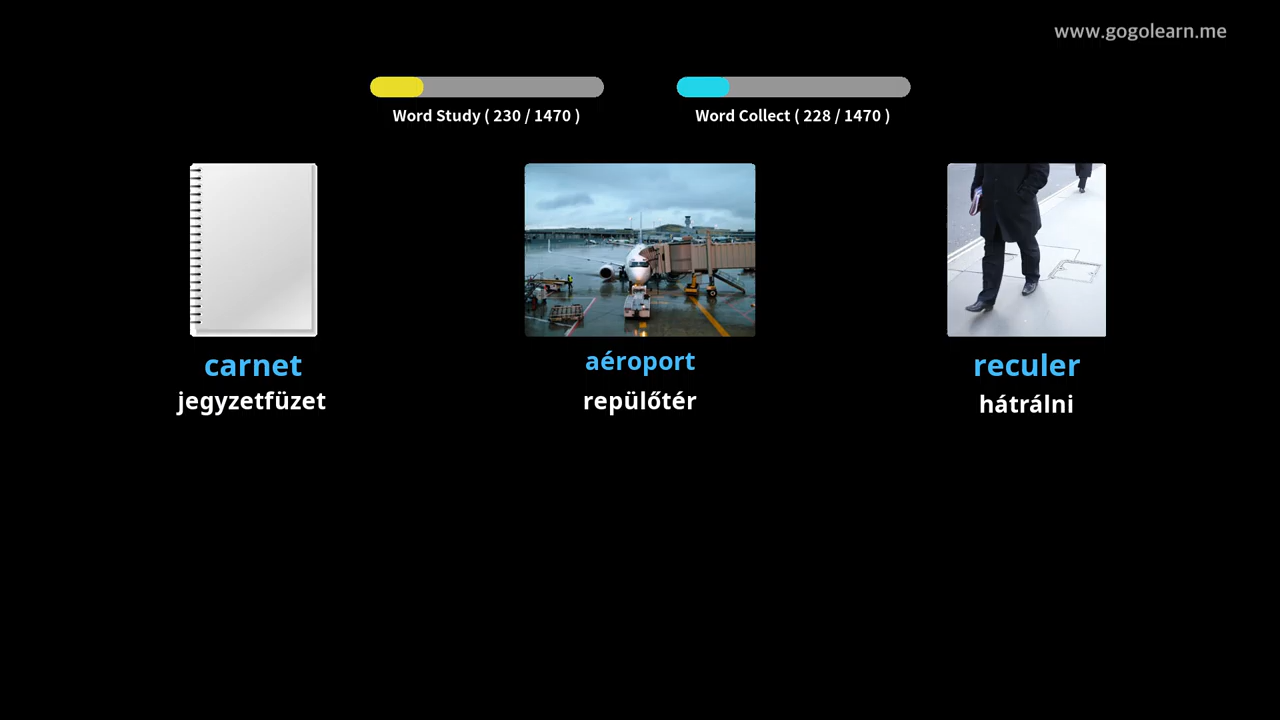 www.gogolearn.me
Word Study ( 230 / 1470 )
Word Collect ( 228 / 1470 )
carnet
jegyzetfüzet
aéroport
repülőtér
reculer
hátrálni